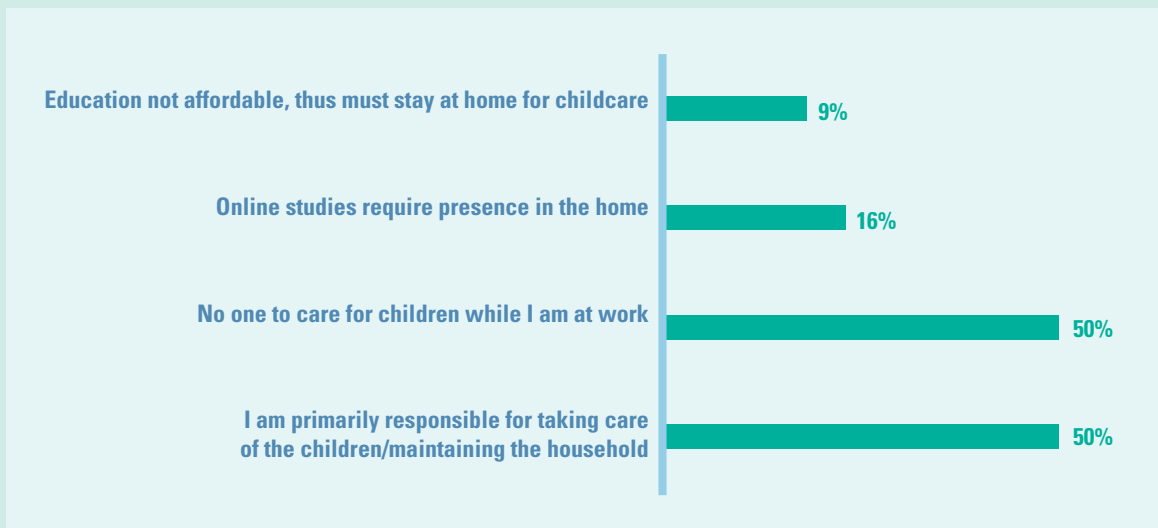 Education not affordable, thus must stay at home for childcare
9%
Online studies require presence in the home
16%
No one to care for children while I am at work
50%
I am primarily responsible for taking care
of the children/maintaining the household
50%